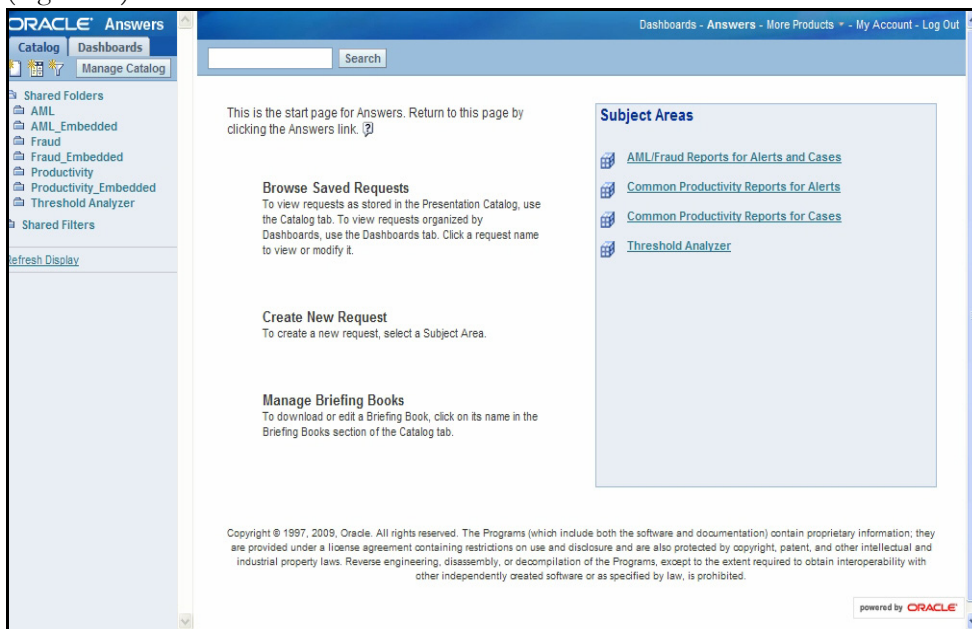 ORACLE Answers
Dashboards - Answers - More Products - My Account - Log Out
Catalog Dashboards
Manage Catalog
Search
Shared Folders
AML
AML_Embedded
Fraud
Fraud_Embedded
Productivity
Productivity_Embedded
Threshold Analyzer
Shared Filters
Refresh Display
This is the start page for Answers. Return to this page by
clicking the Answers link.
Browse Saved Requests
To view requests as stored in the Presentation Catalog, use
the Catalog tab. To view requests organized by
Dashboards, use the Dashboards tab. Click a request name
to view or modify it.
Create New Request
To create a new request, select a Subject Area.
Manage Briefing Books
To download or edit a Briefing Book, click on its name in the
Briefing Books section of the Catalog tab.
Subject Areas
AML/Fraud Reports for Alerts and Cases
Common Productivity Reports for Alerts
Common Productivity Reports for Cases
Threshold Analyzer
Copyright © 1997, 2009, Oracle. All rights reserved. The Programs (which include both the software and documentation) contain proprietary information; they
are provided under a license agreement containing restrictions on use and disclosure and are also protected by copyright, patent, and other intellectual and
industrial property laws. Reverse engineering, disassembly, or decompilation of the Programs, except to the extent required to obtain interoperability with
other independently created software or as specified by law, is prohibited.
powered by ORACLE